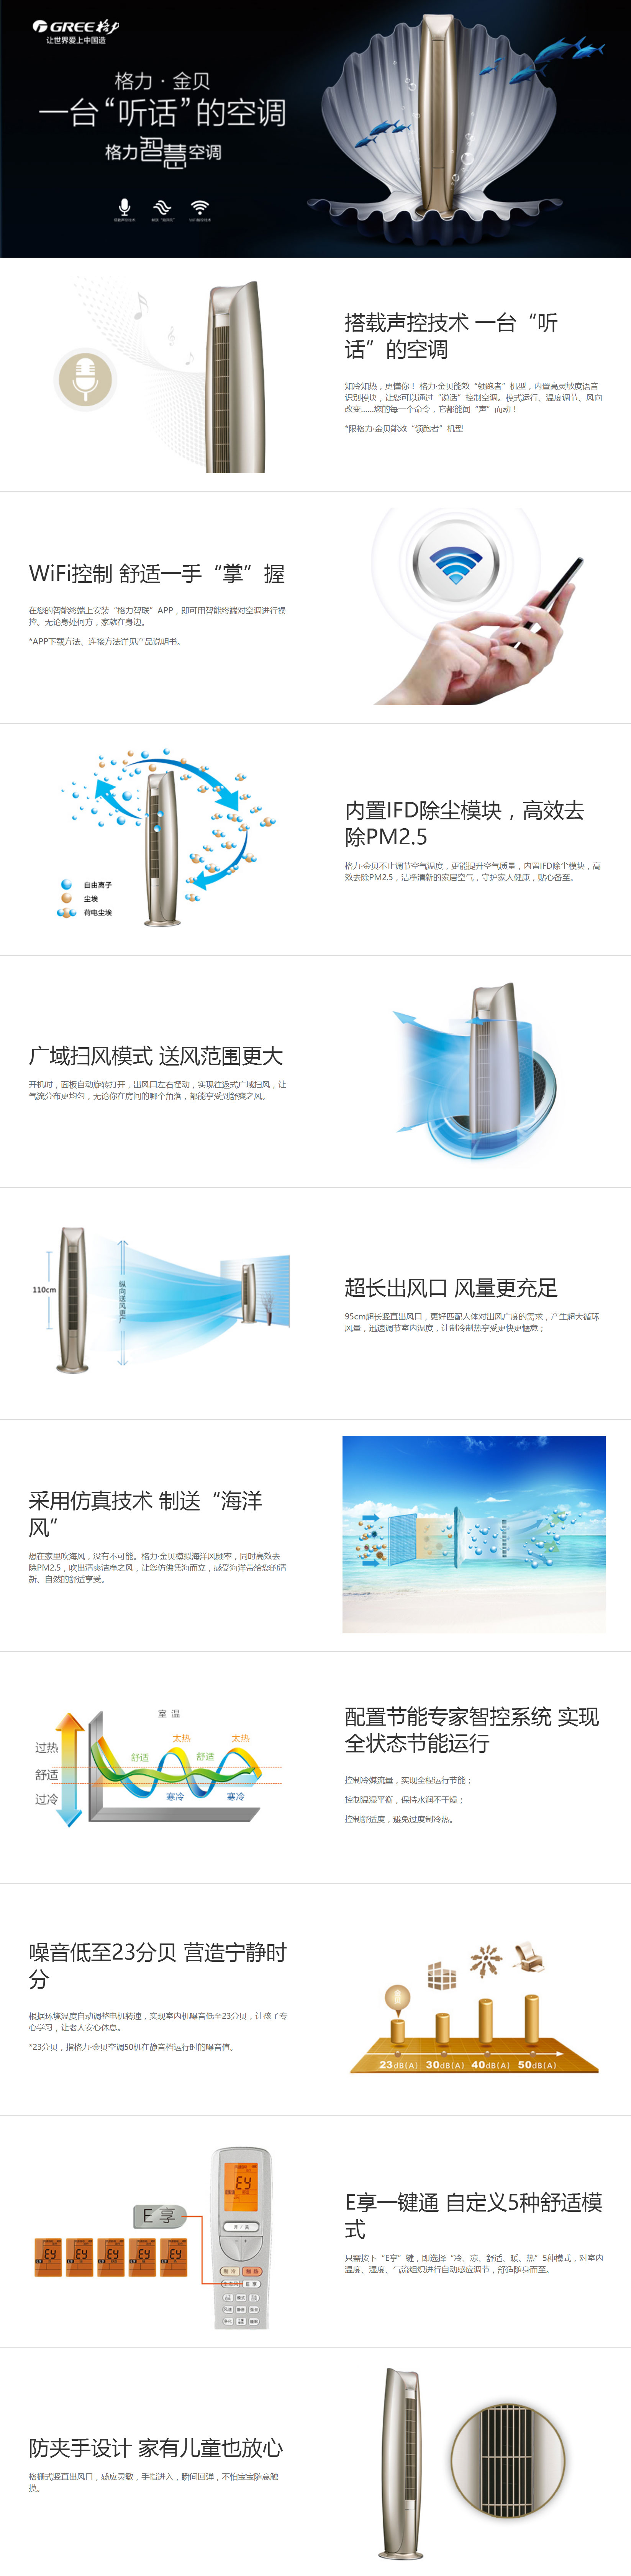 GREE格力
让世界爱上中国造
格力·金贝
一台“听话”的空调
格力智慧空调
搭载声控技术 一台“听
话”的空调
知冷知热，更懂你！ 格力·金贝能效“领跑者”机型，内置高灵敏度语音
识别模块，让您可以通过“说话”控制空调。模式运行、温度调节、风向
改变......您的每一个命令，它都能闻“声”而动！
*限格力·金贝能效“领跑者”机型
WiFi控制 舒适一手“掌”握
在您的智能终端上安装“格力智联”APP，即可用智能终端对空调进行操
控。无论身处何方，家就在身边。
*APP下载方法、连接方法详见产品说明书。
自由离子
尘埃
荷电尘埃
内置IFD除尘模块，高效去
除PM2.5
格力·金贝不止调节空气温度，更能提升空气质量，内置IFD除尘模块，高
效去除PM2.5，洁净清新的家居空气，守护家人健康，贴心备至。
广域扫风模式 送风范围更大
开机时，面板自动旋转打开，出风口左右摆动，实现往返式广域扫风，让
气流分布更均匀，无论你在房间的哪个角落，都能享受到舒爽之风。
110cm
纵向送风更广
超长出风口 风量更充足
95cm超长竖直出风口，更好匹配人体对出风广度的需求，产生超大循环
风量，迅速调节室内温度，让制冷制热享受更快更惬意；
采用仿真技术 制送“海洋
风”
想在家里吹海风，没有不可能。格力·金贝模拟海洋风频率，同时高效去
除PM2.5，吹出清爽洁净之风，让您仿佛凭海而立，感受海洋带给您的清
新、自然的舒适享受。
室 温
过热
舒适
过冷
太热
太热
舒适
舒适
寒冷
寒冷
配置节能专家智控系统 实现
全状态节能运行
控制冷媒流量，实现全程运行节能；
控制温湿平衡，保持水润不干燥；
控制舒适度，避免过度制冷热。
噪音低至23分贝 营造宁静时
分
根据环境温度自动调整电机转速，实现室内机噪音低至23分贝，让孩子专
心学习，让老人安心休息。
*23分贝，指格力·金贝空调50机在静音档运行时的噪音值。
23dB(A) 30dB(A) 40dB(A) 50dB(A)
E享
开/关
制冷 制热
E享
E享一键通 自定义5种舒适模
式
只需按下“E享”键，即选择“冷、凉、舒适、暖、热”5种模式，对室内
温度、湿度、气流组织进行自动感应调节，舒适随身而至。
防夹手设计 家有儿童也放心
格栅式竖直出风口，感应灵敏，手指进入，瞬间回弹，不怕宝宝随意触
摸。